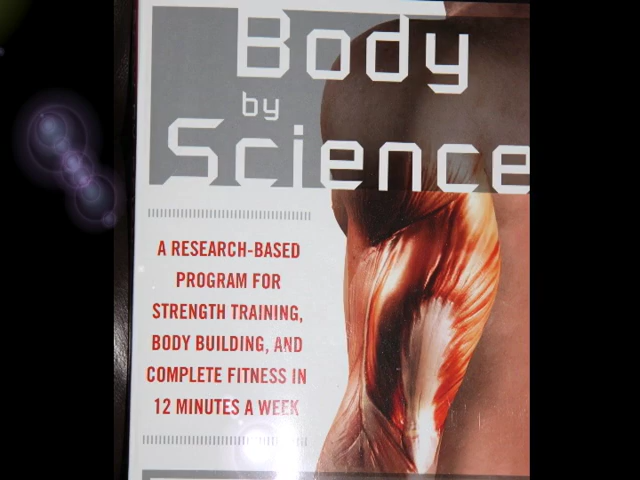 Body
by
Science
A RESEARCH-BASED
PROGRAM FOR
STRENGTH TRAINING,
BODY BUILDING, AND
COMPLETE FITNESS IN
12 MINUTES A WEEK